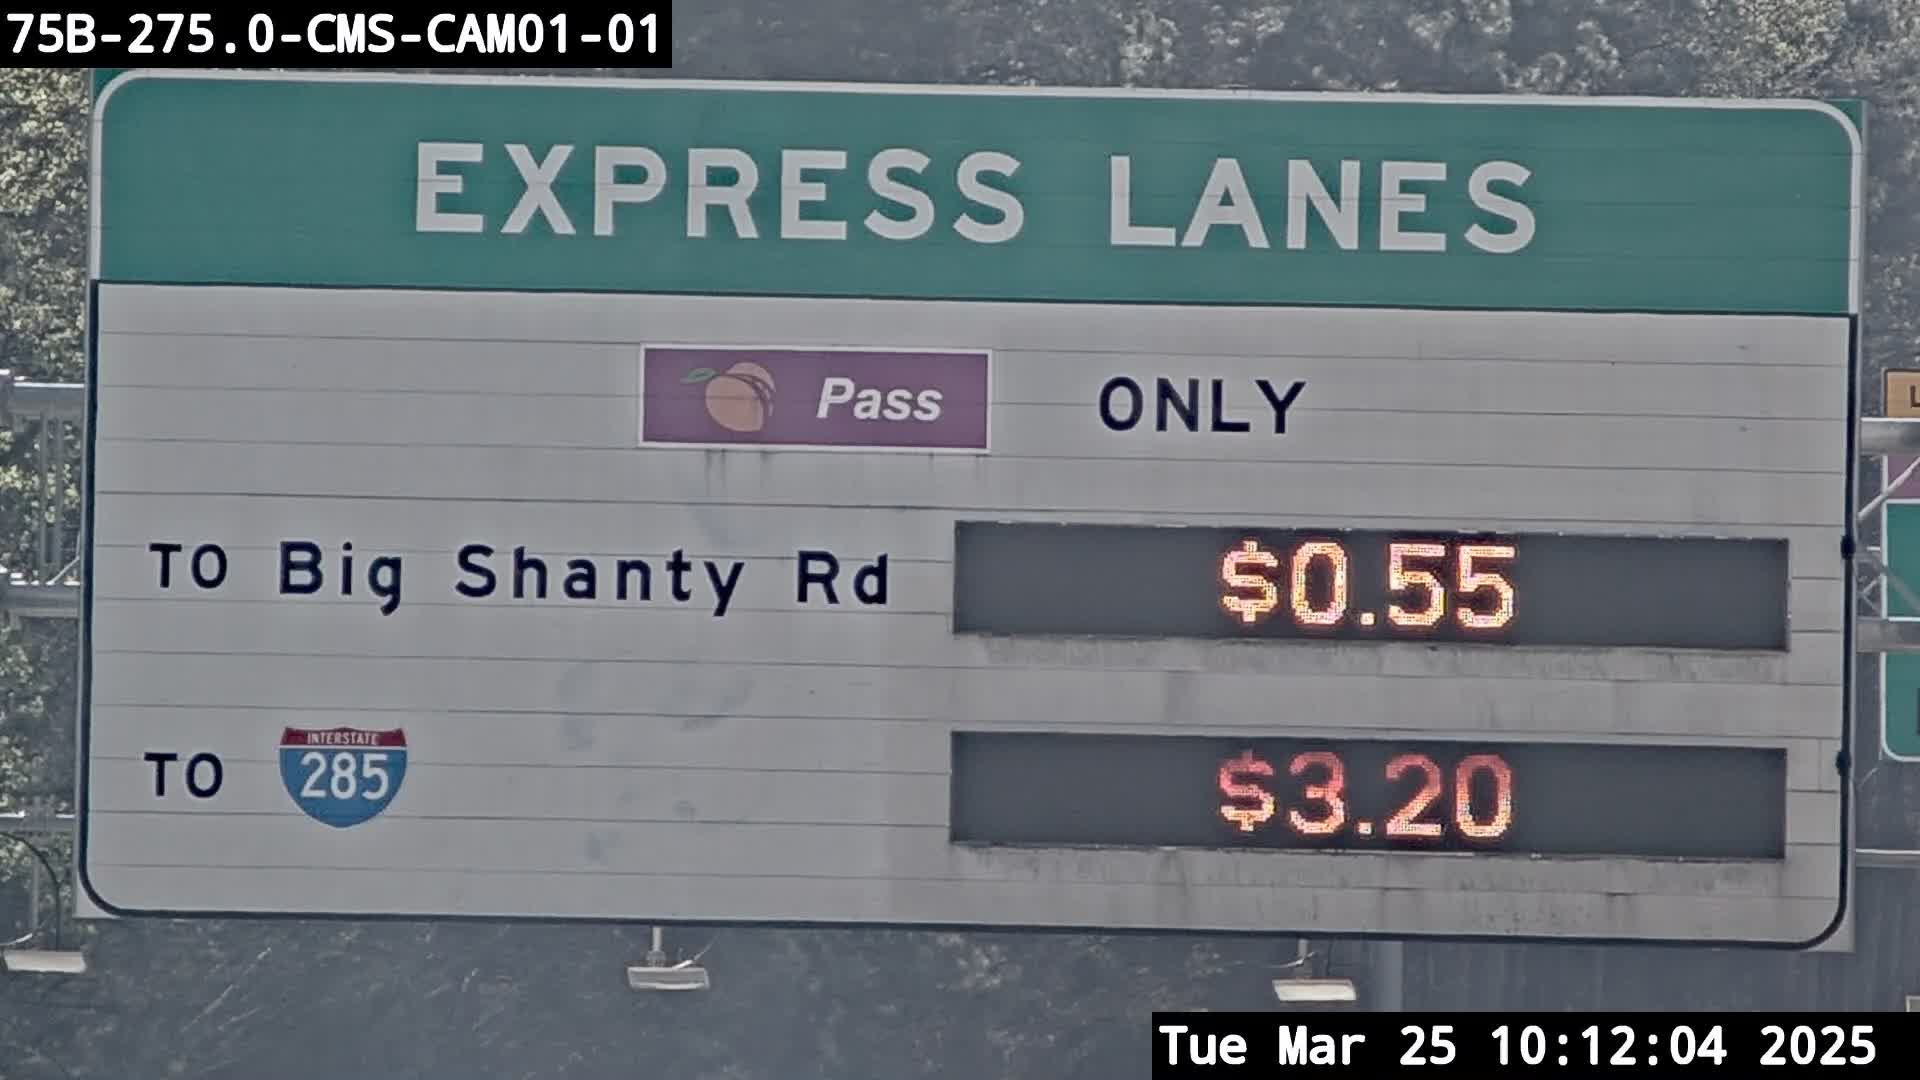 75B-275.0-CMS-CAM01-01
EXPRESS LANES
Pass ONLY
TO Big Shanty Rd $0.55
TO INTERSTATE 285 $3.20
Tue Mar 25 10:12:04 2025